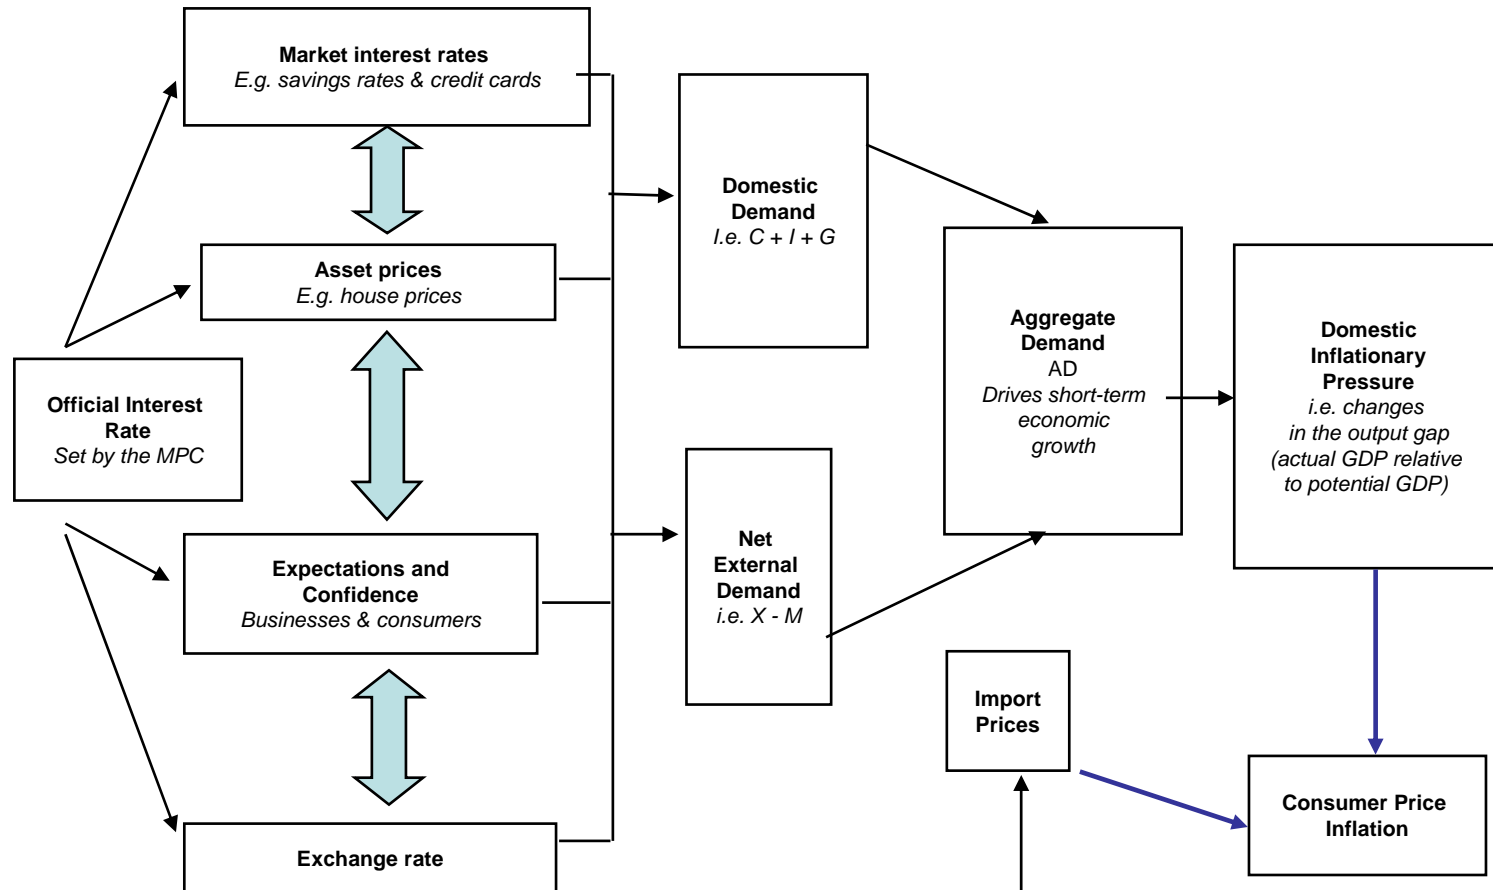 Market interest rates
E.g. savings rates & credit cards
Asset prices
E.g. house prices
Official Interest
Rate
Set by the MPC
Expectations and
Confidence
Businesses & consumers
Exchange rate
Domestic
Demand
I.e. C + I + G
Net
External
Demand
i.e. X - M
Aggregate
Demand
AD
Drives short-term
economic
growth
Domestic
Inflationary
Pressure
i.e. changes
in the output gap
(actual GDP relative
to potential GDP)
Import
Prices
Consumer Price
Inflation